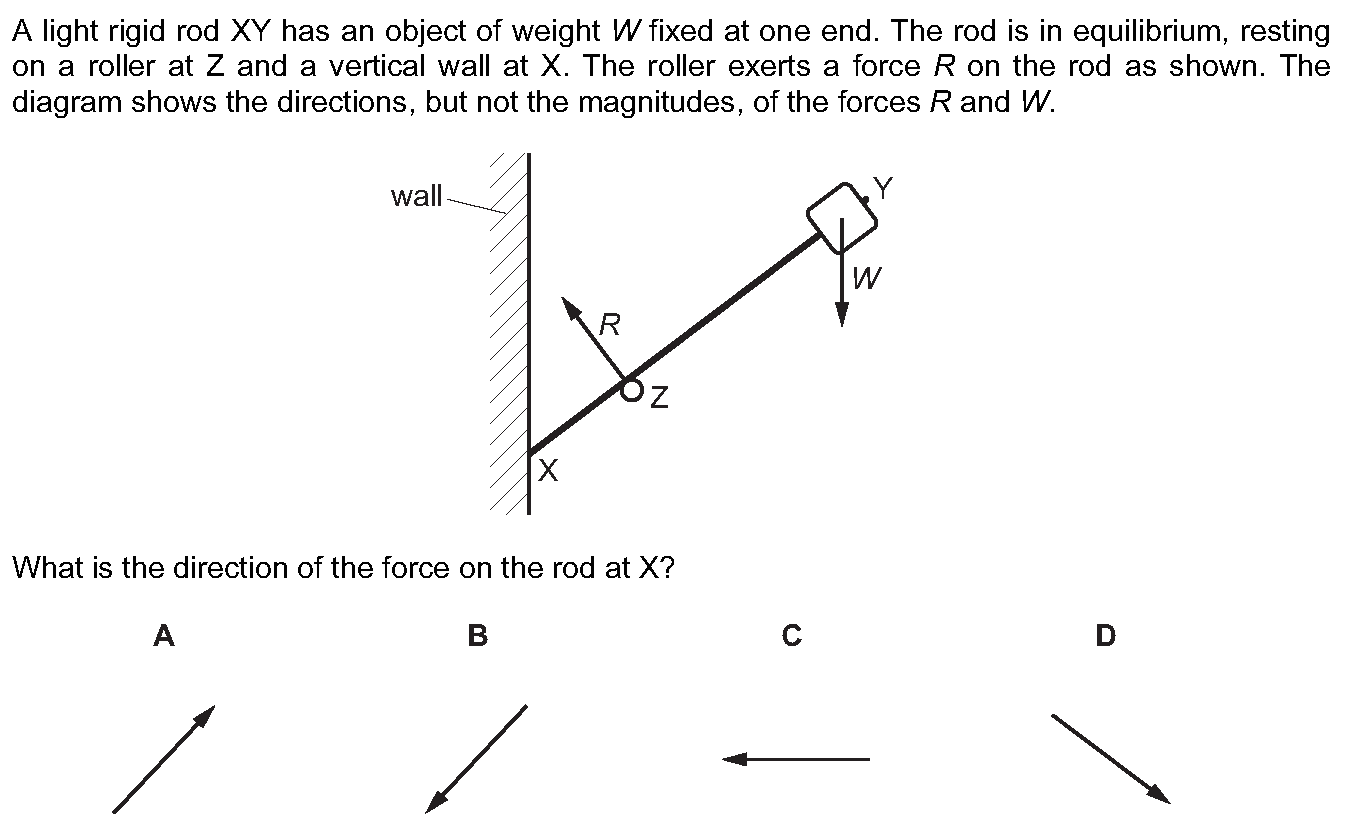 A light rigid rod XY has an object of weight W fixed at one end. The rod is in equilibrium, resting
on a roller at Z and a vertical wall at X. The roller exerts a force R on the rod as shown. The
diagram shows the directions, but not the magnitudes, of the forces R and W.
wall
Y
W
R
Z
X
What is the direction of the force on the rod at X?
A B C D